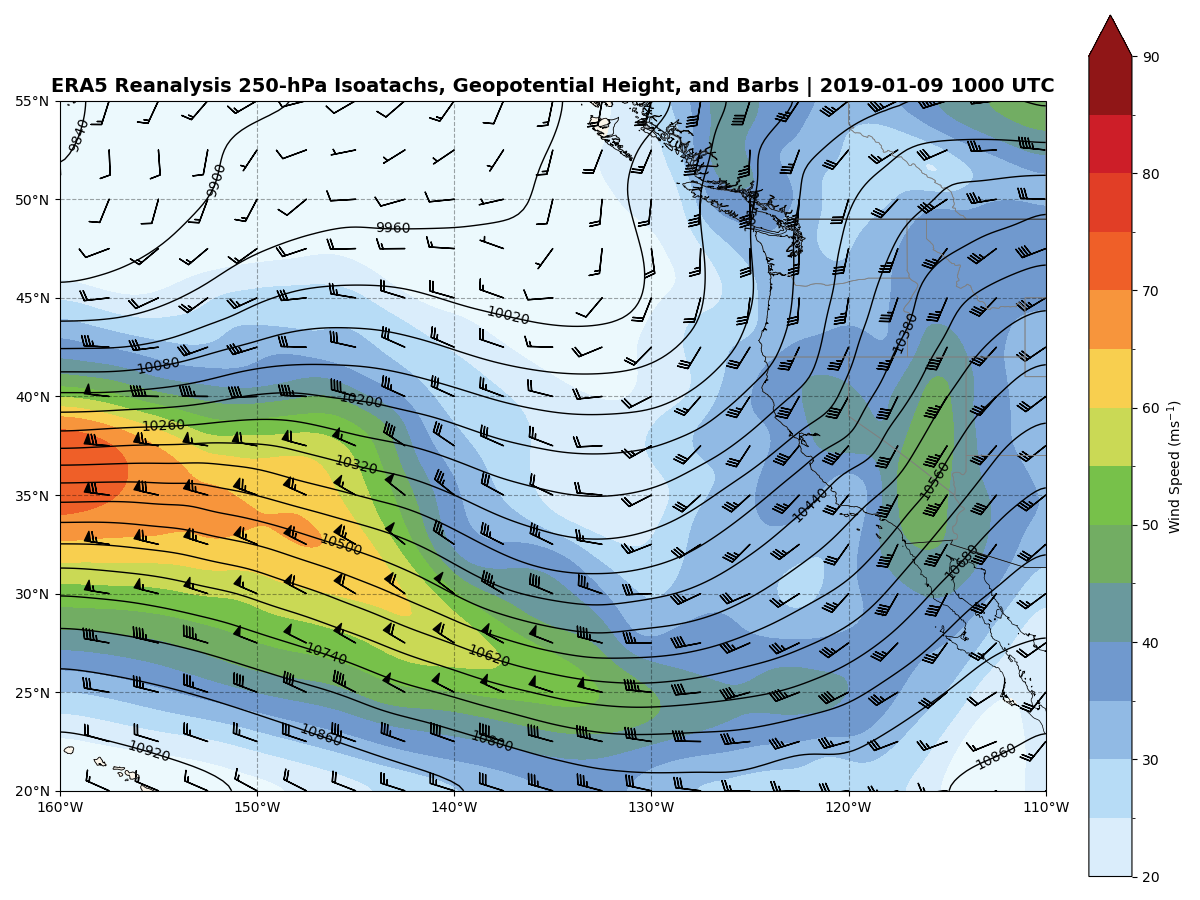 ERA5 Reanalysis 250-hPa Isoatachs, Geopotential Height, and Barbs | 2019-01-09 1000 UTC
55°N
50°N
45°N
40°N
35°N
30°N
25°N
20°N
160°W
150°W
140°W
130°W
120°W
110°W
9840
9900
9960
10020
10080
10200
10260
10320
10380
10440
10500
10560
10620
10680
10740
10800
10860
10860
10920
90
80
70
60
50
40
30
20
Wind Speed (ms⁻¹)